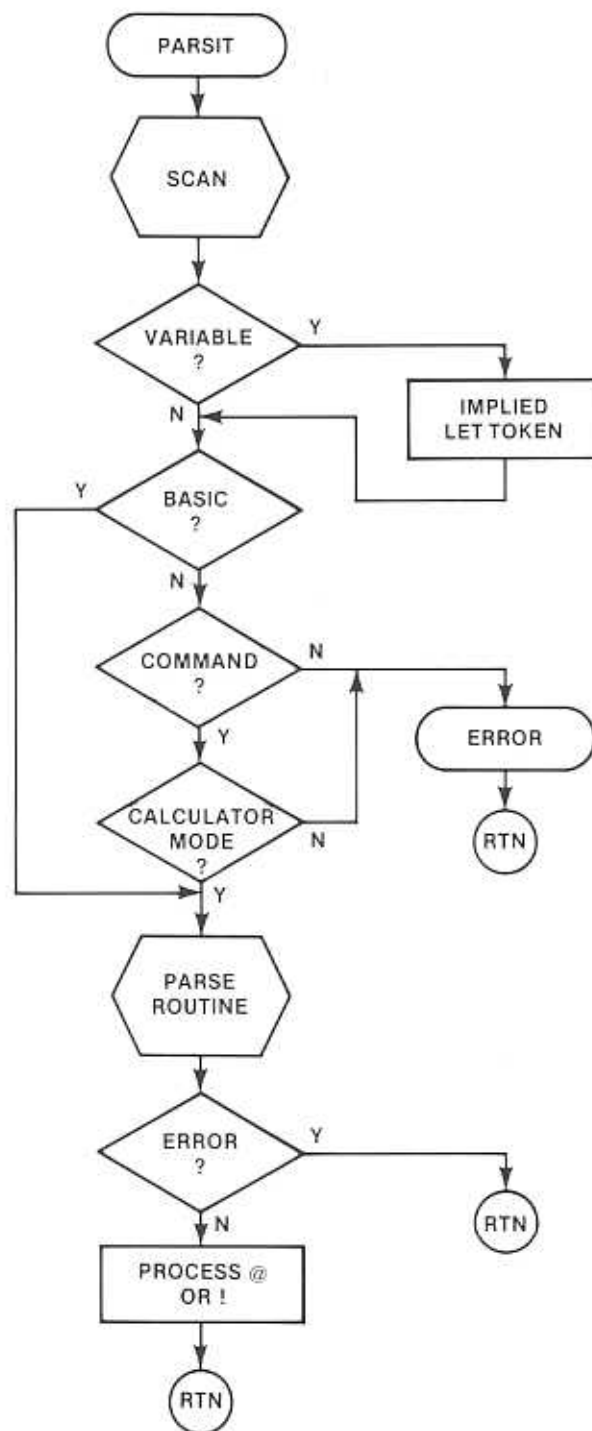 PARSIT
SCAN
VARIABLE
?
Y
N
IMPLIED
LET TOKEN
Y
BASIC
?
N
COMMAND
?
N
Y
ERROR
CALCULATOR
MODE
?
N
Y
RTN
PARSE
ROUTINE
ERROR
?
Y
N
RTN
PROCESS @
OR !
RTN